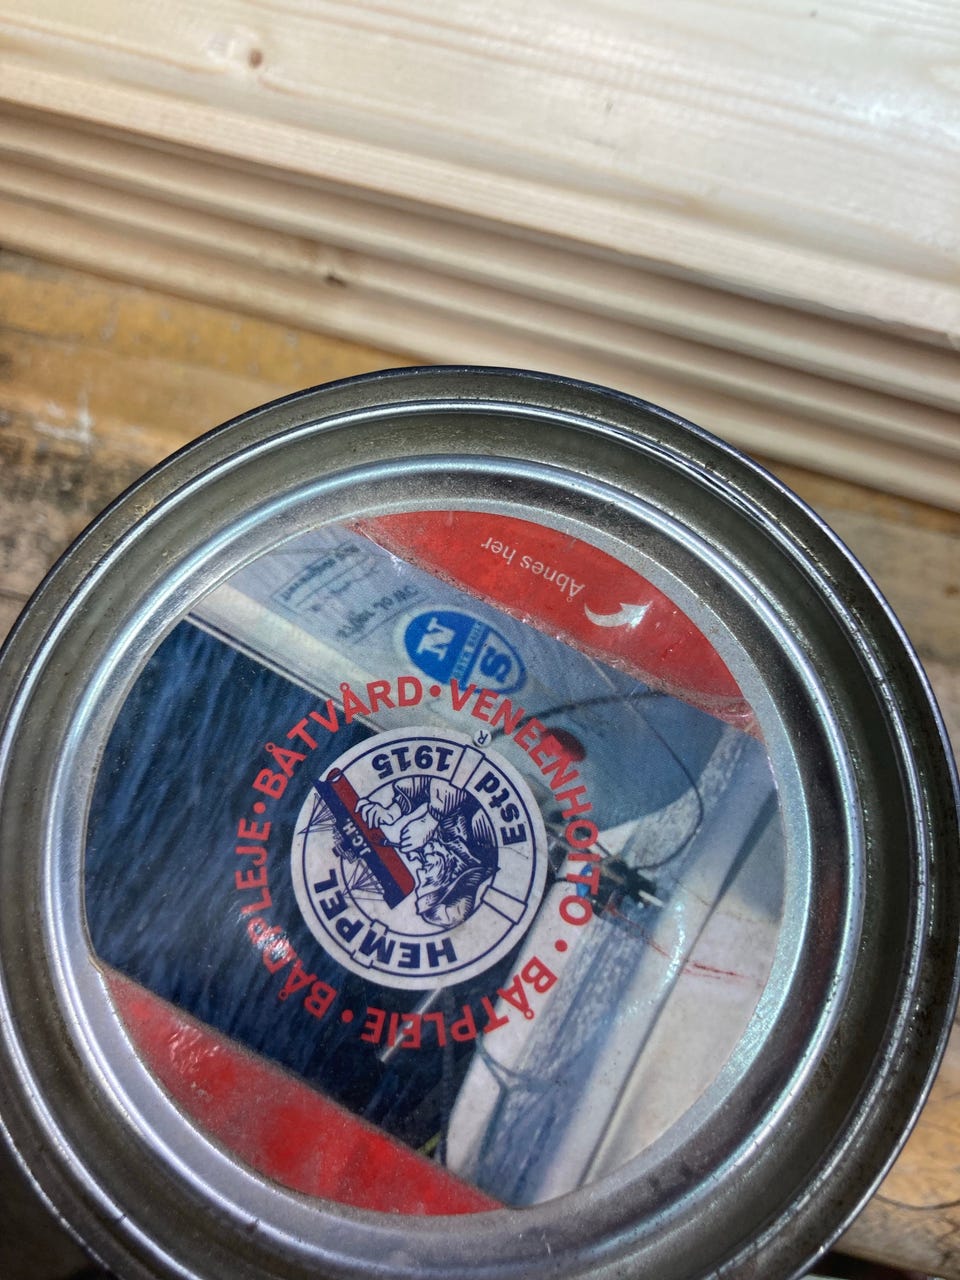 Åbnes her
N
S
BÅTVÅRD • VENEENHOITO • BÅTPLEIE • BÅDPLEJE •
HEMPEL
Estd 1915
®
J.C.H.